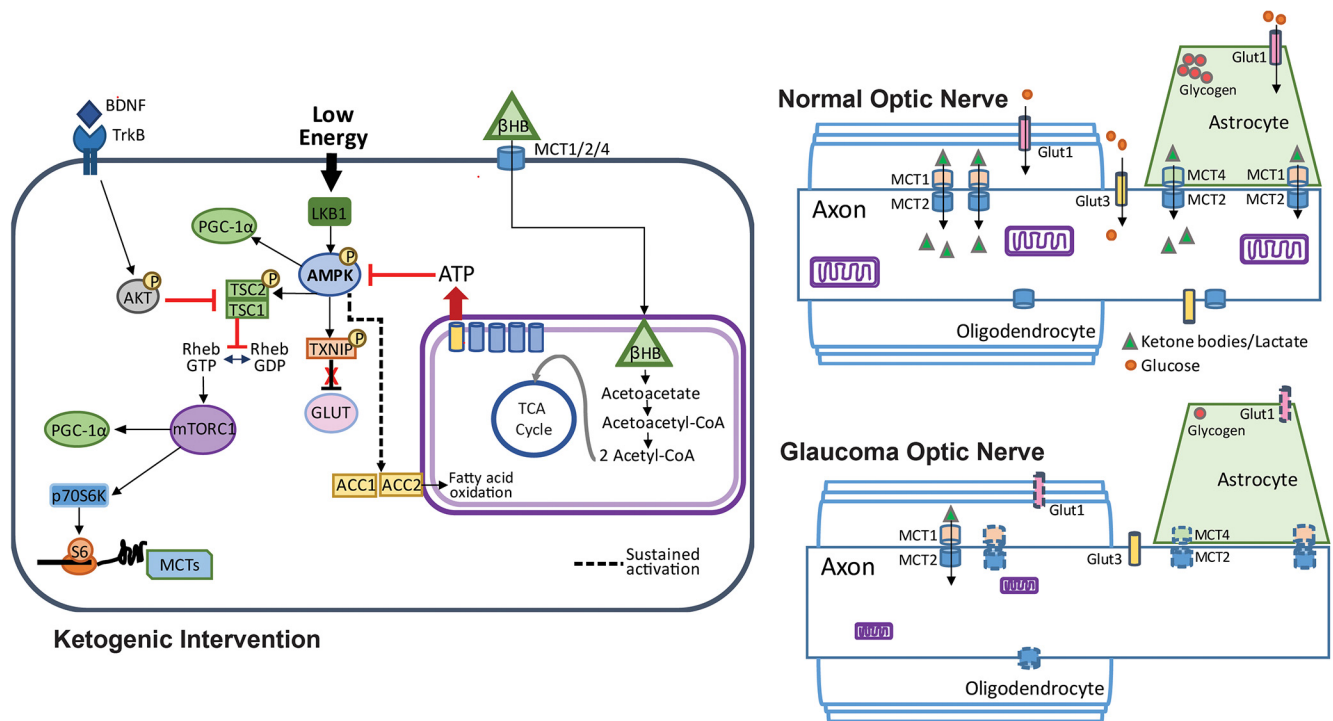 BDNF
TrkB
Low
Energy
βHB
MCT1/2/4
LKB1
PGC-1α
P
AMPK
ATP
P
AKT
P
TSC2
TSC1
Rheb
GTP
Rheb
GDP
TXNIP
P
GLUT
PGC-1α
mTORC1
p70S6K
S6
MCTs
βHB
Acetoacetate
Acetoacetyl-CoA
2 Acetyl-CoA
TCA
Cycle
ACC1
ACC2
Fatty acid
oxidation
Sustained
activation
Ketogenic Intervention
Normal Optic Nerve
Glut1
Glycogen
Astrocyte
Glut1
MCT1
MCT2
Glut3
MCT4
MCT2
MCT1
MCT2
Axon
Oligodendrocyte
Ketone bodies/Lactate
Glucose
Glaucoma Optic Nerve
Glut1
Glycogen
Astrocyte
Glut1
MCT1
MCT2
Glut3
MCT4
MCT2
Axon
Oligodendrocyte